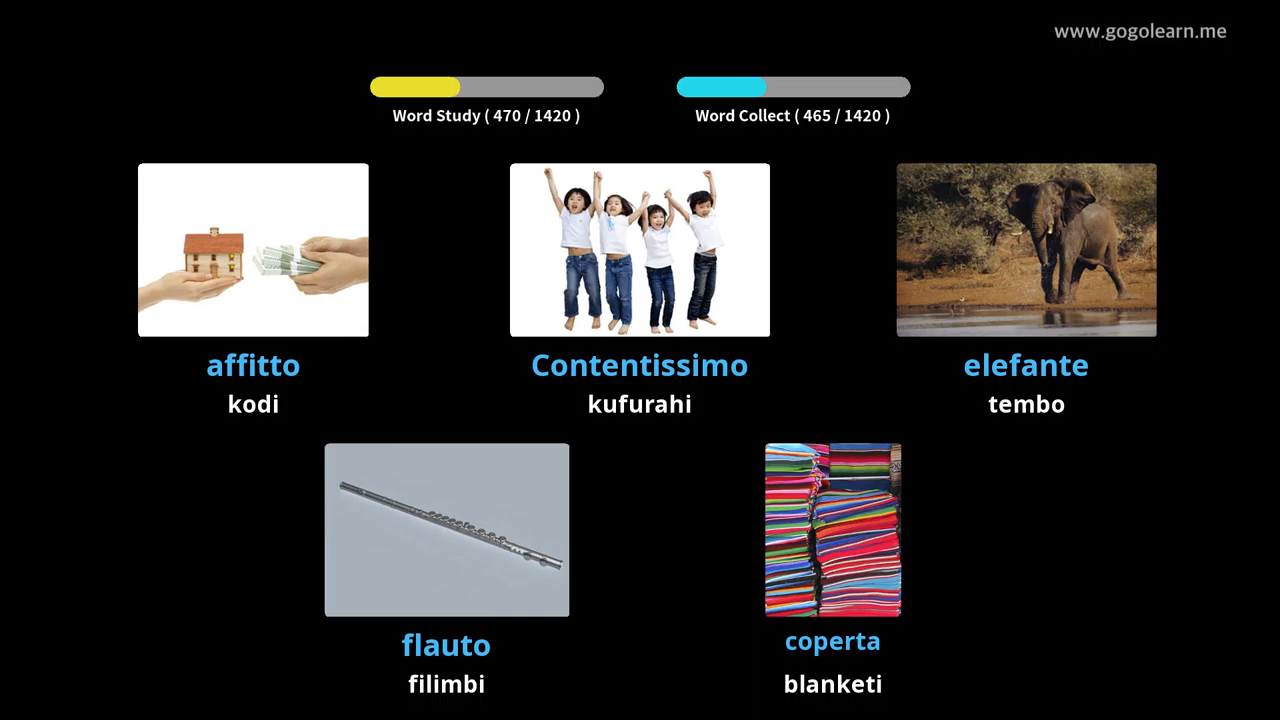 www.gogolearn.me
Word Study ( 470 / 1420 )
Word Collect ( 465 / 1420 )
affitto
kodi
Contentissimo
kufurahi
elefante
tembo
flauto
filimbi
coperta
blanketi